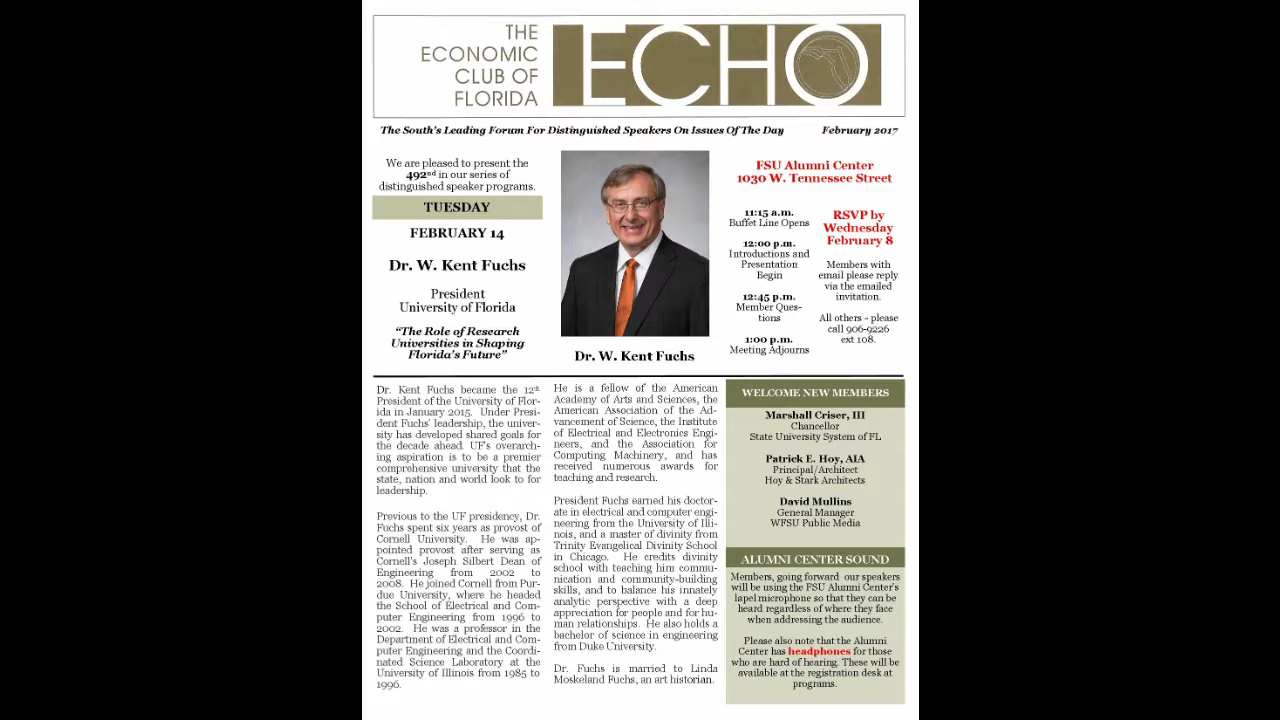 THE
ECONOMIC
CLUB OF
FLORIDA
ECHO
The South's Leading Forum For Distinguished Speakers On Issues Of The Day February 2017
We are pleased to present the
492nd in our series of
distinguished speaker programs.
TUESDAY
FEBRUARY 14
Dr. W. Kent Fuchs
President
University of Florida
"The Role of Research
Universities in Shaping
Florida's Future"
Dr. W. Kent Fuchs
FSU Alumni Center
1030 W. Tennessee Street
11:15 a.m.
Buffet Line Opens
12:00 p.m.
Introductions and
Presentation
Begin
12:45 p.m.
Member Ques-
tions
1:00 p.m.
Meeting Adjourns
RSVP by
Wednesday
February 8
Members with
email please reply
via the emailed
invitation.
All others - please
call 906-9226
ext 108.
Dr. Kent Fuchs became the 12th
President of the University of Flor-
ida in January 2015. Under Presi-
dent Fuchs' leadership, the univer-
sity has developed shared goals for
the decade ahead. UF's overarch-
ing aspiration is to be a premier
comprehensive university that the
state, nation and world look to for
leadership.
Previous to the UF presidency, Dr.
Fuchs spent six years as provost of
Cornell University. He was ap-
pointed provost after serving as
Cornell's Joseph Silbert Dean of
Engineering from 2002 to
2008. He joined Cornell from Pur-
due University, where he headed
the School of Electrical and Com-
puter Engineering from 1996 to
2002. He was a professor in the
Department of Electrical and Com-
puter Engineering and the Coordi-
nated Science Laboratory at the
University of Illinois from 1985 to
1996.
He is a fellow of the American
Academy of Arts and Sciences, the
American Association of the Ad-
vancement of Science, the Institute
of Electrical and Electronics Engi-
neers, and the Association for
Computing Machinery, and has
received numerous awards for
teaching and research.
President Fuchs earned his doctor-
ate in electrical and computer engi-
neering from the University of Illi-
nois, and a master of divinity from
Trinity Evangelical Divinity School
in Chicago. He credits divinity
school with teaching him commu-
nication and community-building
skills, and to balance his innately
analytic perspective with a deep
appreciation for people and for hu-
man relationships. He also holds a
bachelor of science in engineering
from Duke University.
Dr. Fuchs is married to Linda
Moskeland Fuchs, an art historian.
WELCOME NEW MEMBERS
Marshall Criser, III
Chancellor
State University System of FL
Patrick E. Hoy, AIA
Principal/Architect
Hoy & Stark Architects
David Mullins
General Manager
WFSU Public Media
ALUMNI CENTER SOUND
Members, going forward our speakers
will be using the FSU Alumni Center's
lapel microphone so that they can be
heard regardless of where they face
when addressing the audience.
Please also note that the Alumni
Center has headphones for those
who are hard of hearing. These will be
available at the registration desk at
programs.